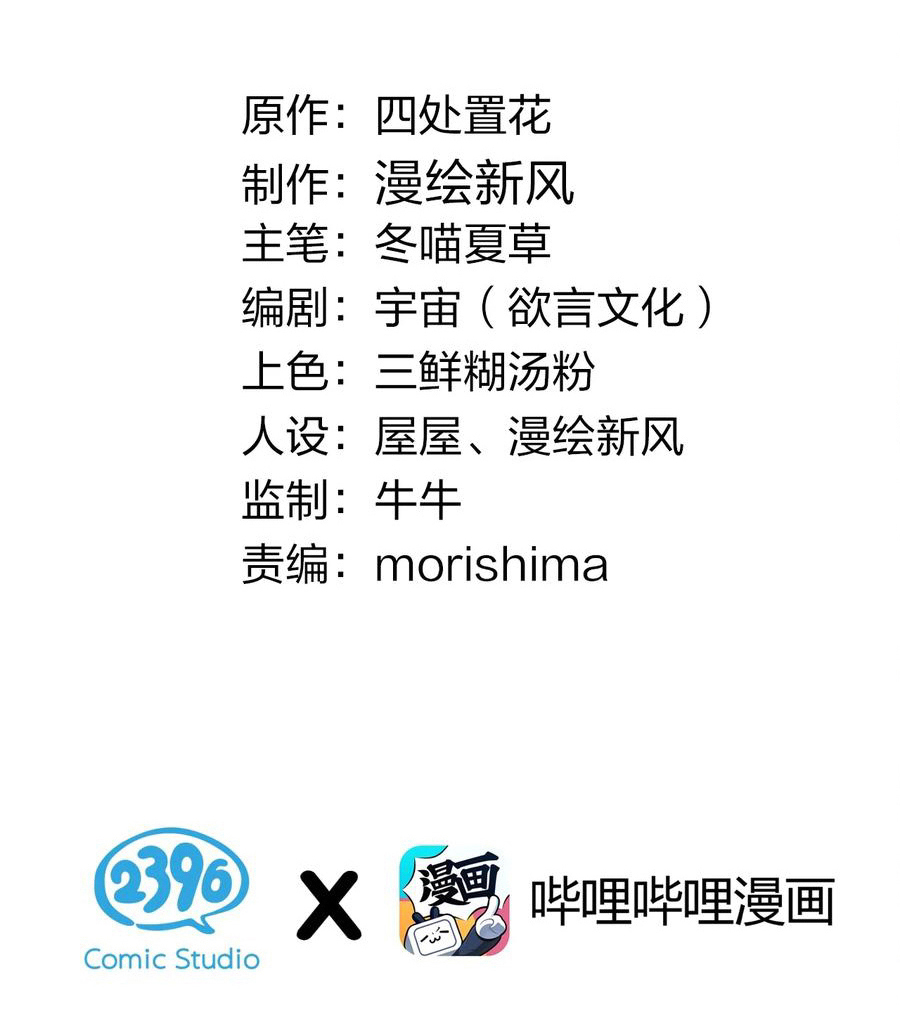 原作：四处置花
制作：漫绘新风
主笔：冬喵夏草
编剧：宇宙（欲言文化）
上色：三鲜糊汤粉
人设：屋屋、漫绘新风
监制：牛牛
责编：morishima
2396
Comic Studio
X
漫画
哔哩哔哩漫画